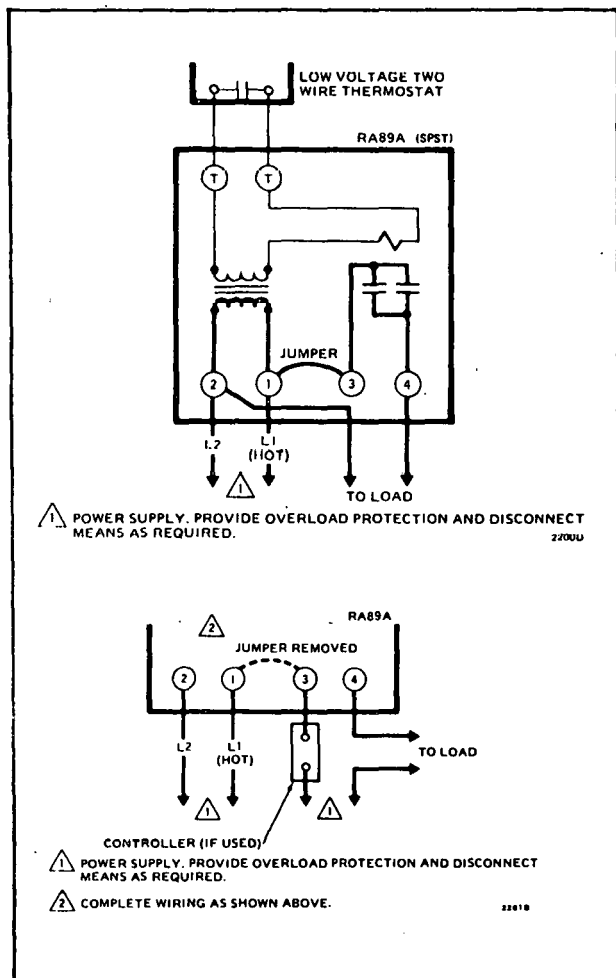 LOW VOLTAGE TWO
WIRE THERMOSTAT
RA89A (SPST)
T T
JUMPER
2 1 3 4
L2 L1
(HOT)
1 TO LOAD
1 POWER SUPPLY. PROVIDE OVERLOAD PROTECTION AND DISCONNECT
MEANS AS REQUIRED.
RA89A
2
JUMPER REMOVED
2 1 3 4
L2 L1
(HOT)
TO LOAD
1 1
CONTROLLER (IF USED)
1 POWER SUPPLY. PROVIDE OVERLOAD PROTECTION AND DISCONNECT
MEANS AS REQUIRED.
2 COMPLETE WIRING AS SHOWN ABOVE.